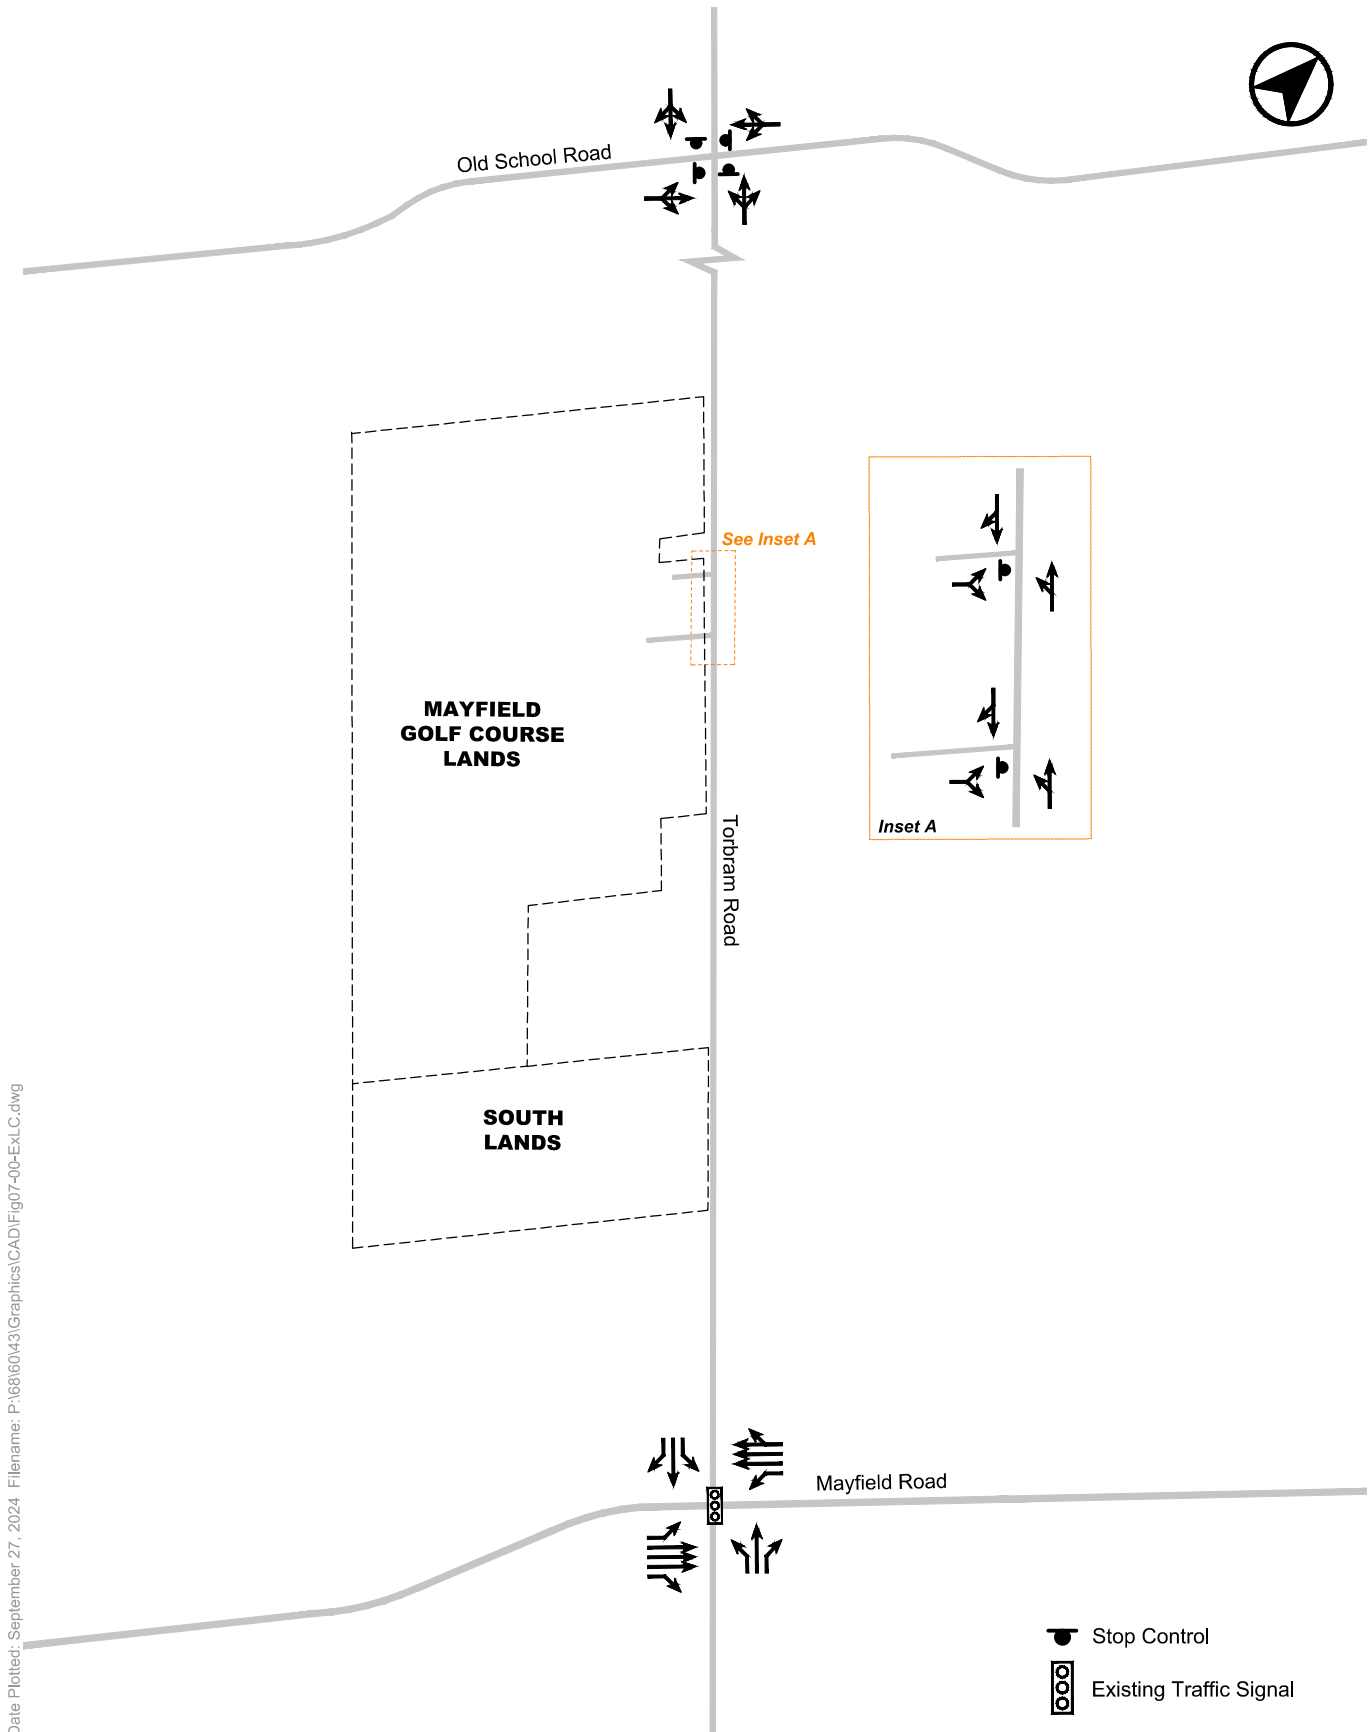 Old School Road
See Inset A
MAYFIELD
GOLF COURSE
LANDS
Torbram Road
Inset A
SOUTH
LANDS
Mayfield Road
Stop Control
Existing Traffic Signal
Date Plotted: September 27, 2024 Filename: P:\68\60\43\Graphics\CAD\Fig07-00-ExLC.dwg